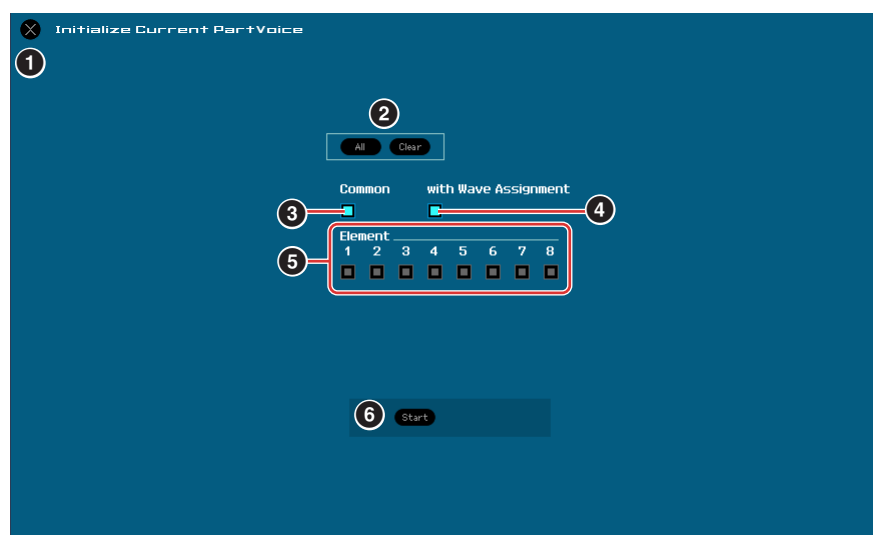 Initialize Current PartVoice
1
2
All Clear
Common with Wave Assignment
3 4
Element
1 2 3 4 5 6 7 8
5
6 Start